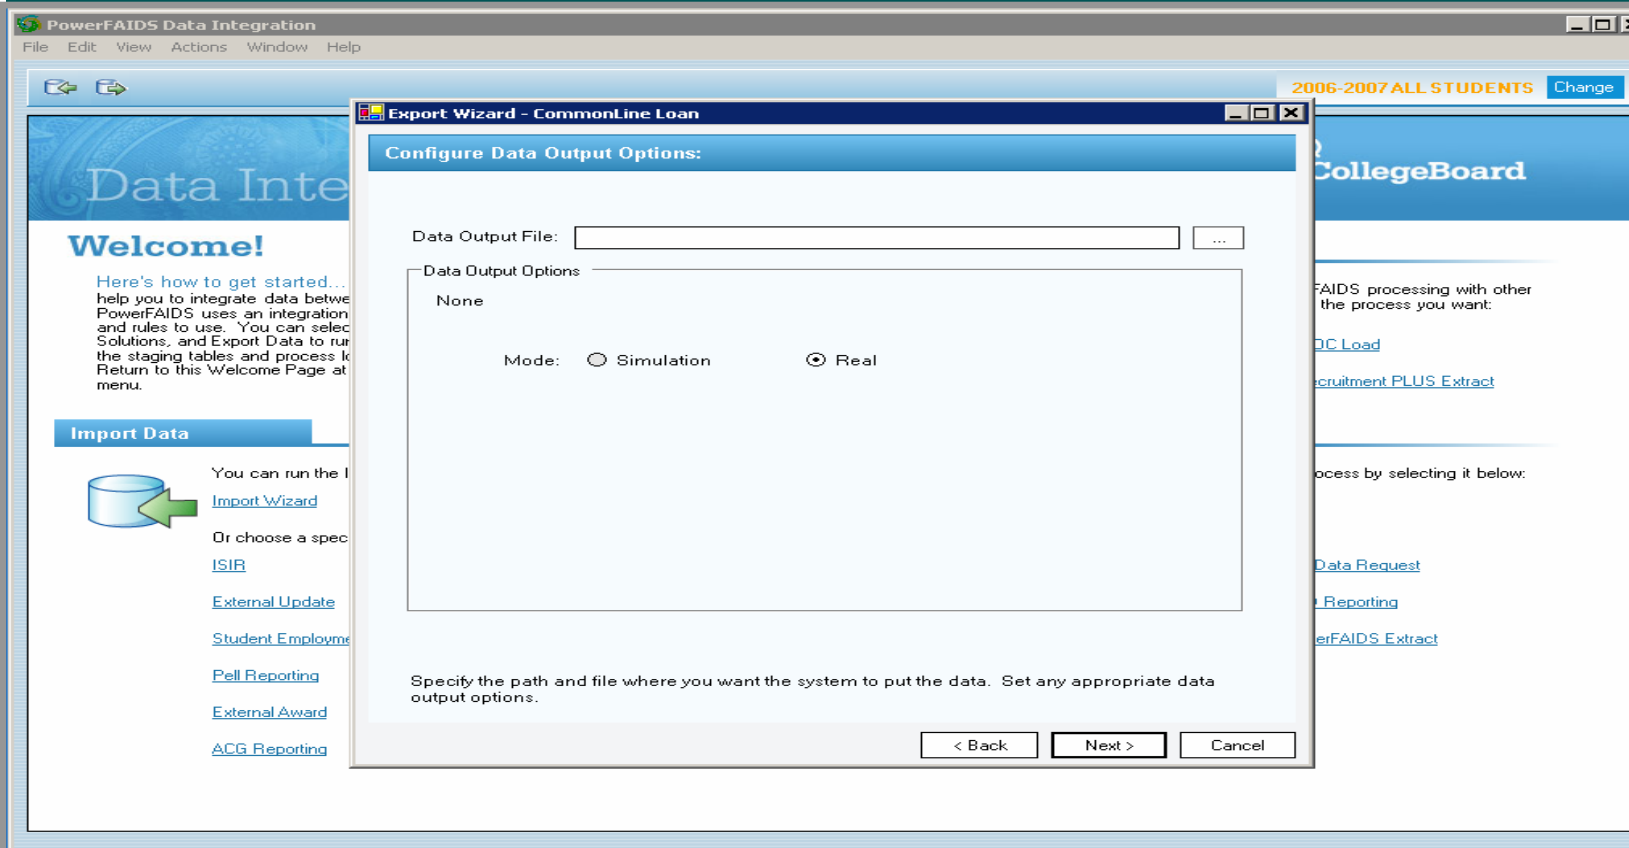 PowerFAIDS Data Integration
File Edit View Actions Window Help
2006-2007 ALL STUDENTS Change
Export Wizard - CommonLine Loan
Configure Data Output Options:
Data Inte
CollegeBoard
Data Output File: ...
Welcome!
Data Output Options
None
Here's how to get started...
help you to integrate data betwe
PowerFAIDS uses an integration
and rules to use. You can selec
Solutions, and Export Data to rur
the staging tables and process lo
Return to this Welcome Page at
menu.
FAIDS processing with other
the process you want:
Mode: Simulation Real
DC Load
ecruitment PLUS Extract
Import Data
You can run the I
ocess by selecting it below:
Import Wizard
Or choose a spec
ISIR
Data Request
External Update
Reporting
Student Employme
erFAIDS Extract
Pell Reporting
External Award
ACG Reporting
Specify the path and file where you want the system to put the data. Set any appropriate data
output options.
< Back Next > Cancel